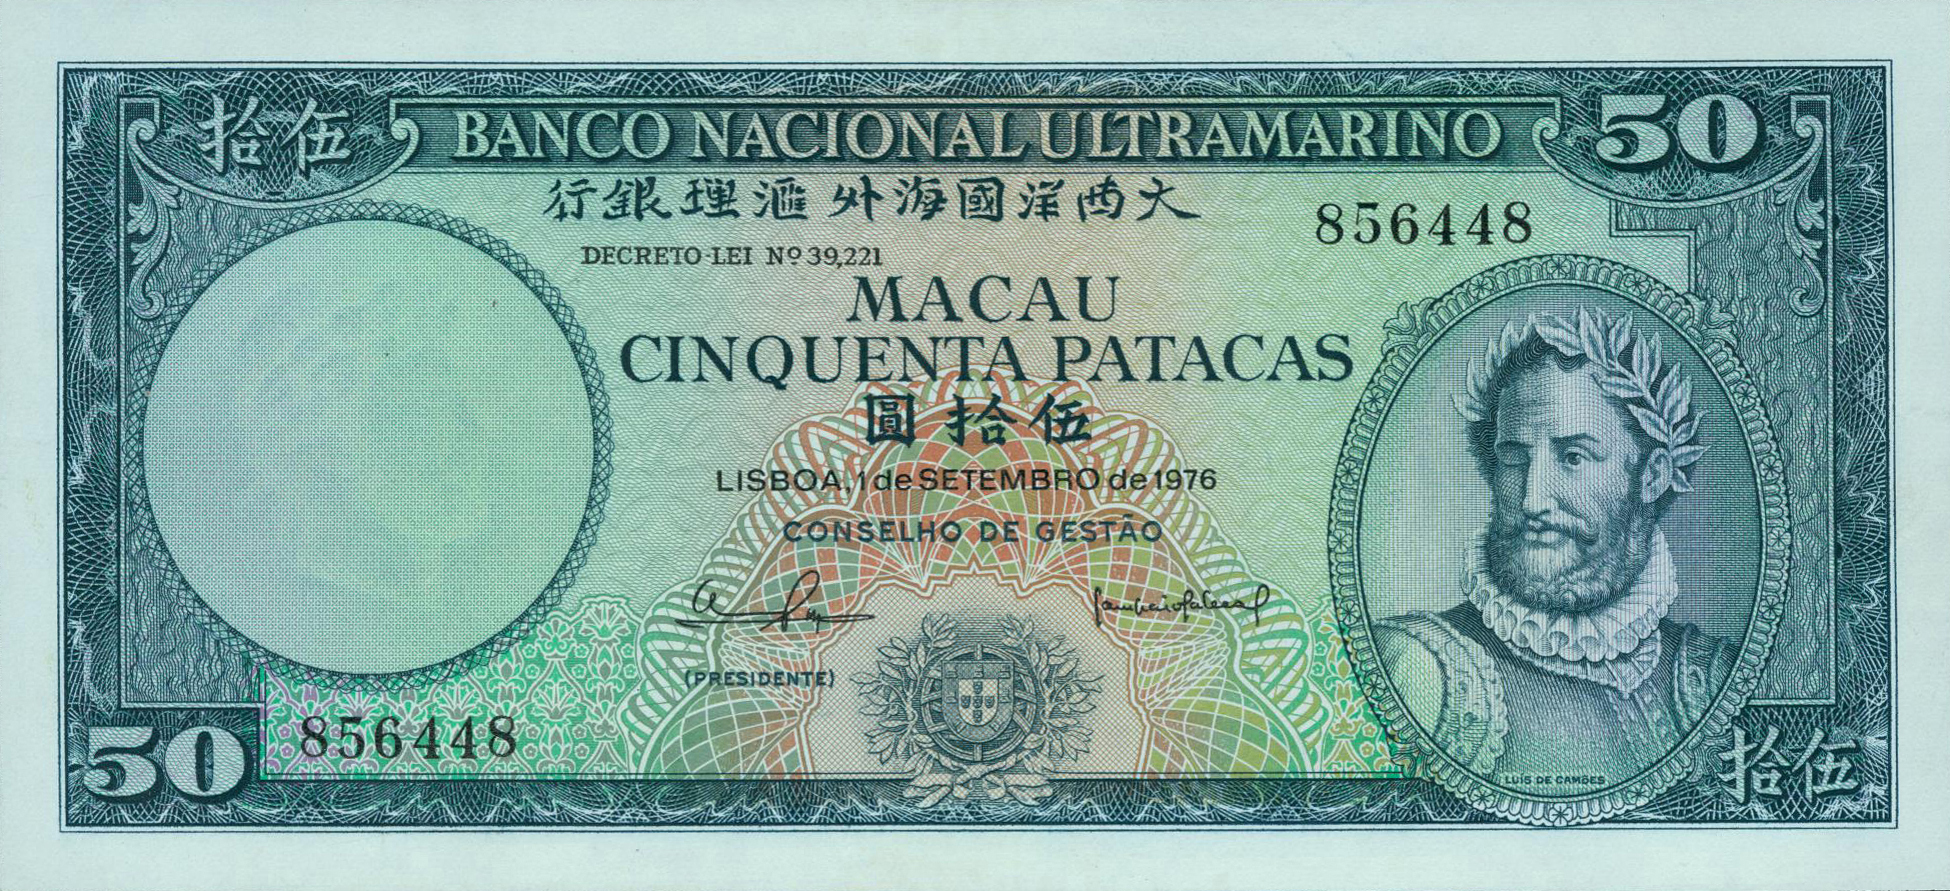 拾伍
BANCO NACIONAL ULTRAMARINO
50
行銀理滙外海國洋西大
856448
DECRETO-LEI Nº 39,221
MACAU
CINQUENTA PATACAS
圓拾伍
LISBOA, 1 de SETEMBRO de 1976
CONSELHO DE GESTÃO
(PRESIDENTE)
856448
50
LUÍS DE CAMÕES
拾伍